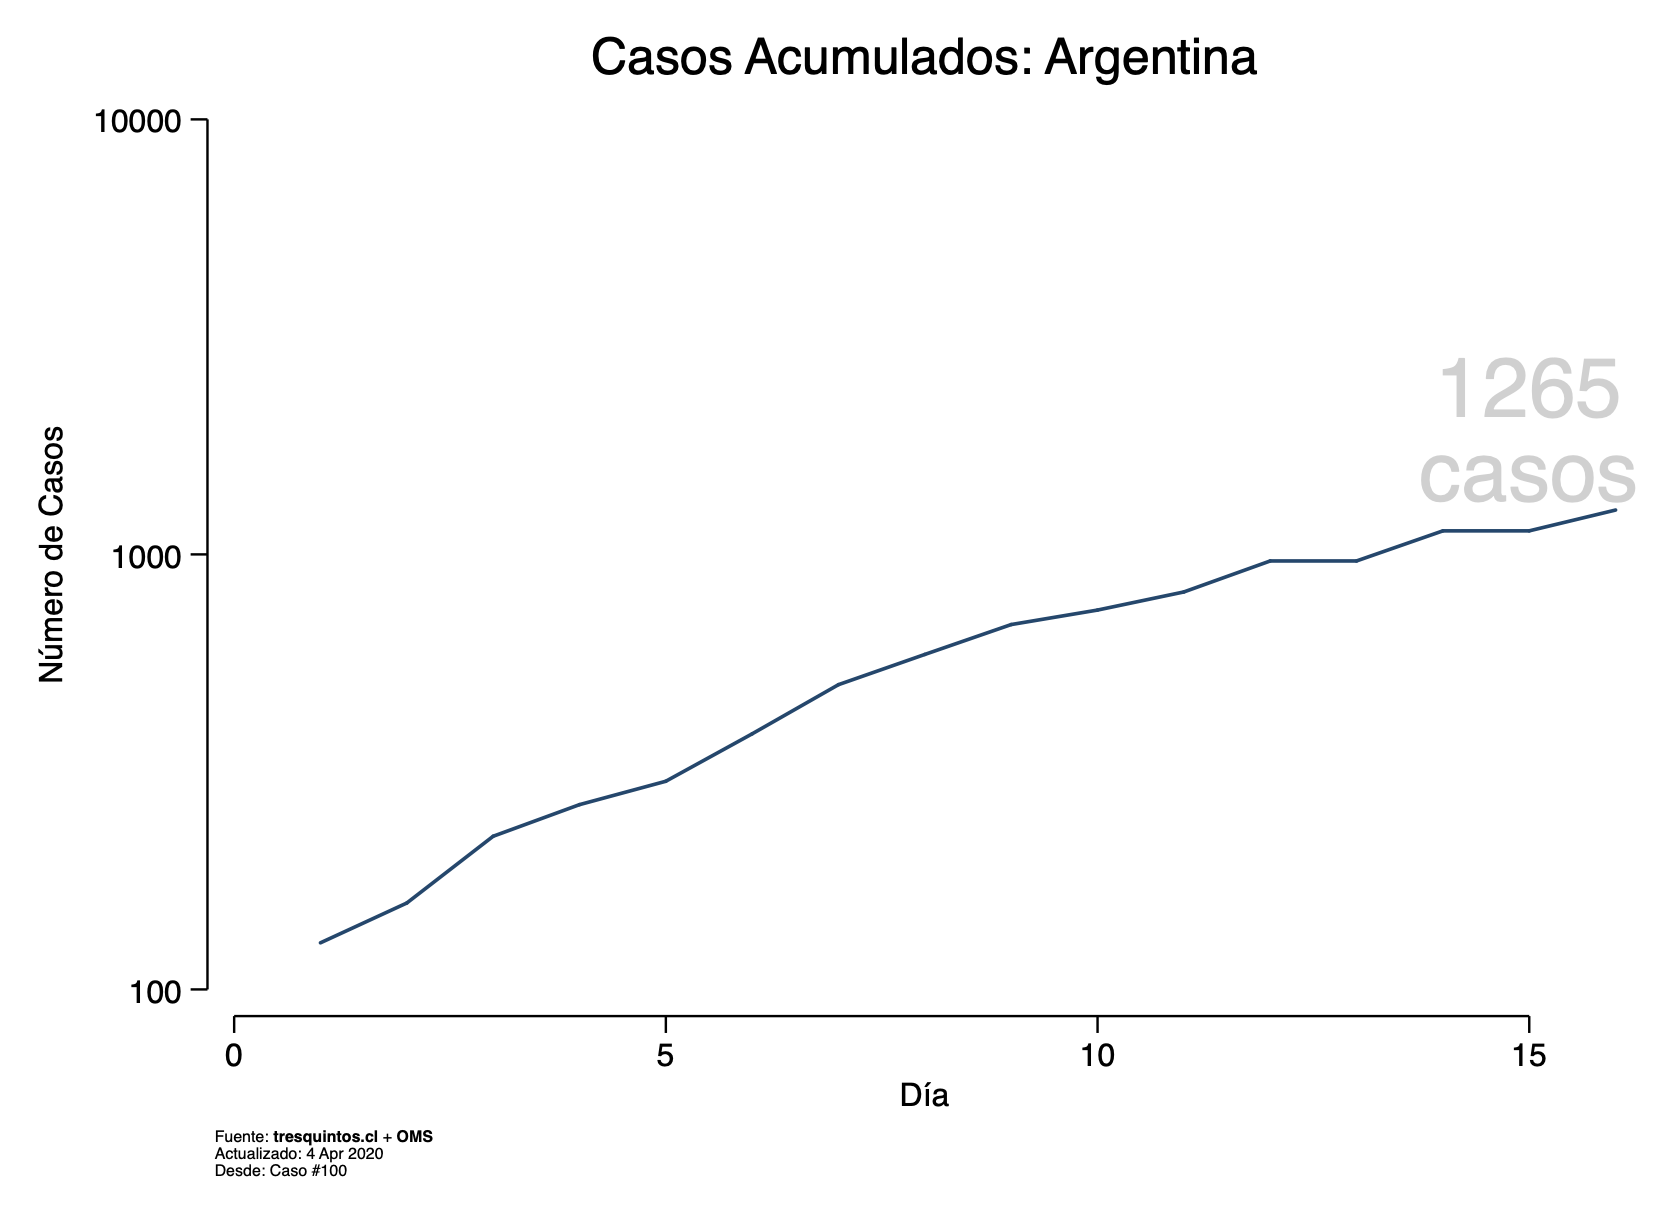 Casos Acumulados: Argentina
10000
1000
100
Número de Casos
1265
casos
0 5 10 15
Día
Fuente: tresquintos.cl + OMS
Actualizado: 4 Apr 2020
Desde: Caso #100